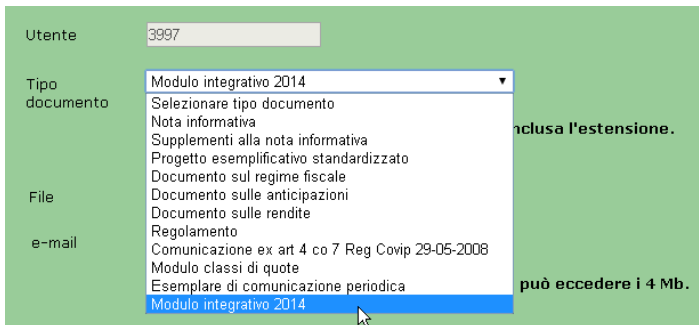 Utente 3997
Tipo documento Modulo integrativo 2014
Selezionare tipo documento
Nota informativa
Supplementi alla nota informativa
Progetto esemplificativo standardizzato
Documento sul regime fiscale
Documento sulle anticipazioni
Documento sulle rendite
Regolamento
Comunicazione ex art 4 co 7 Reg Covip 29-05-2008
Modulo classi di quote
Esemplare di comunicazione periodica
Modulo integrativo 2014
l'estensione.
File
e-mail
può eccedere i 4 Mb.